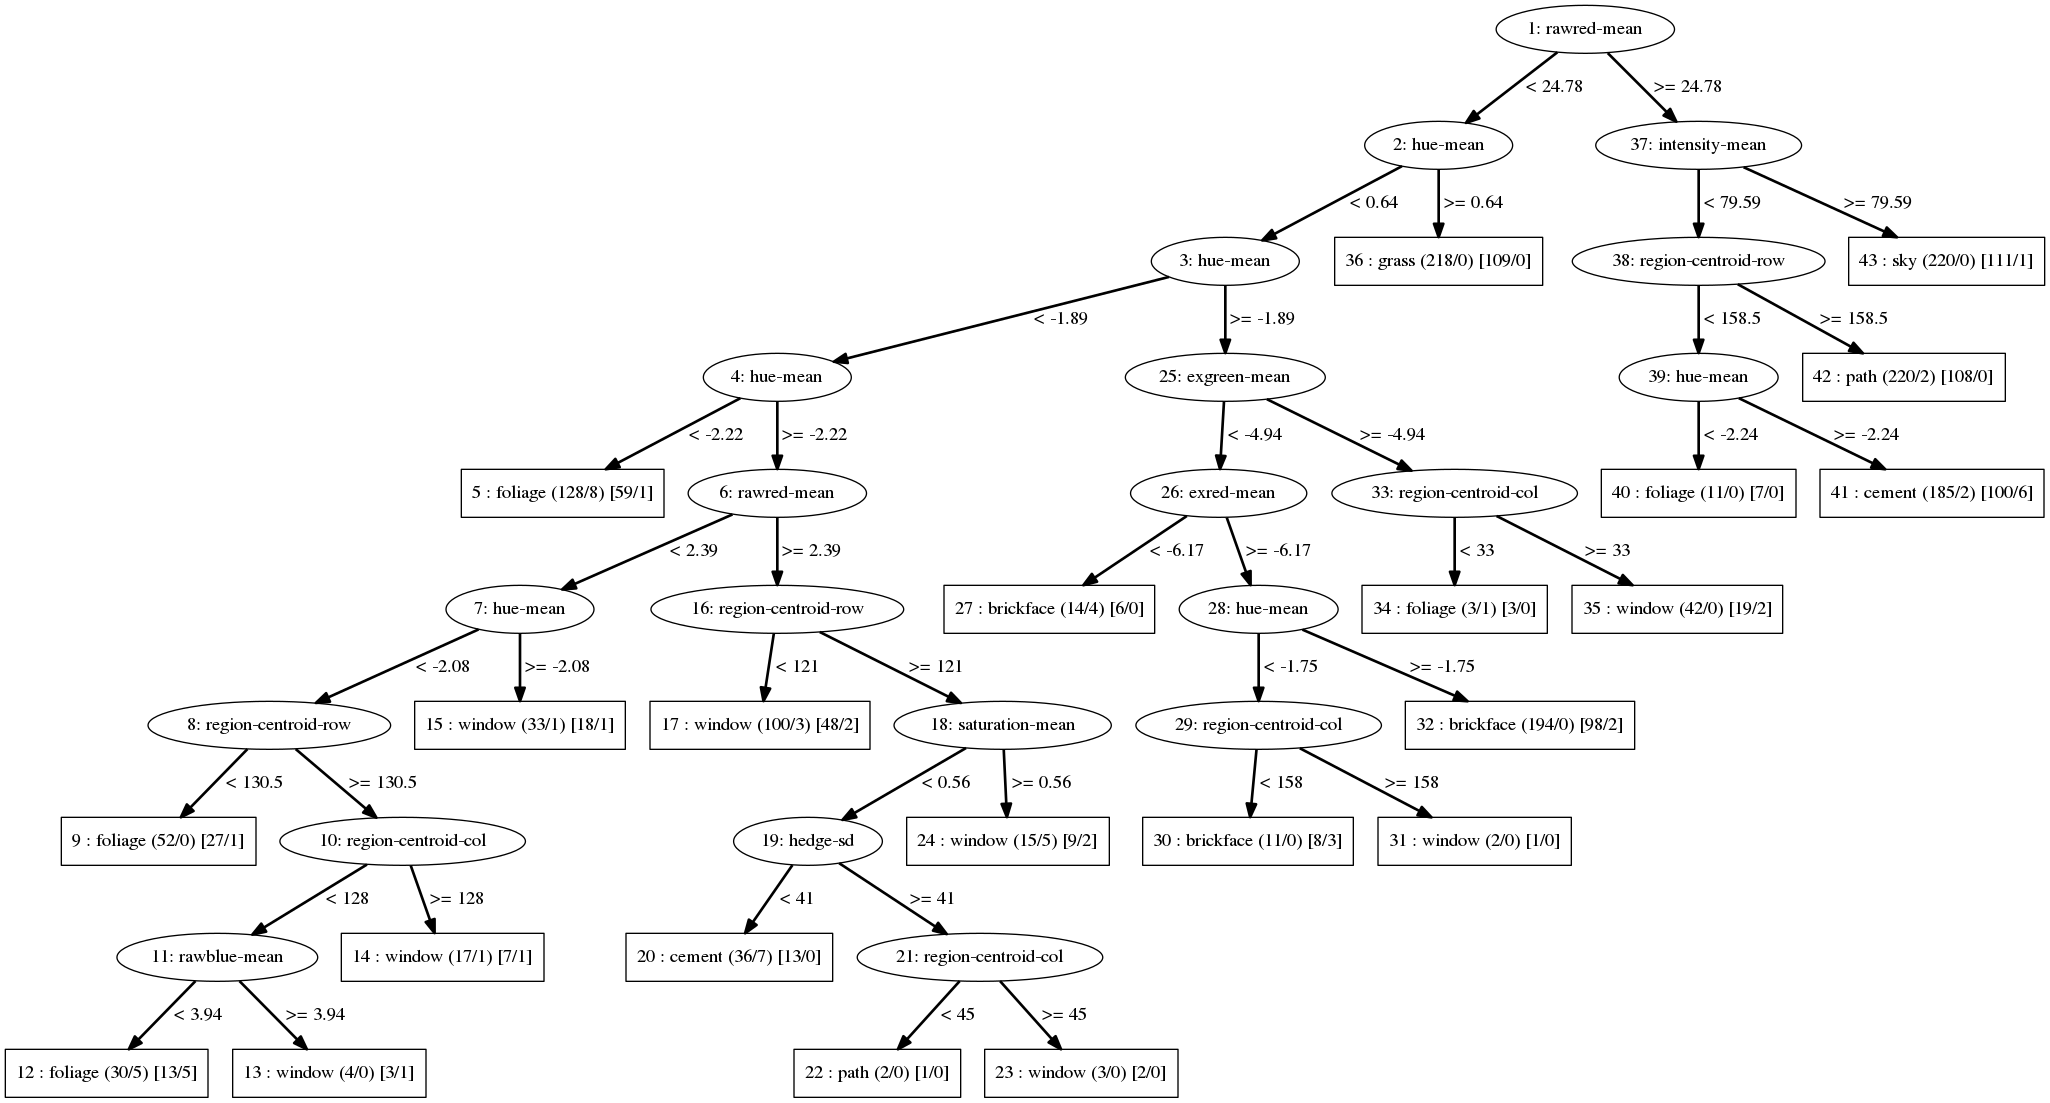 1: rawred-mean
< 24.78
>= 24.78
2: hue-mean
37: intensity-mean
< 0.64
>= 0.64
< 79.59
>= 79.59
3: hue-mean
36 : grass (218/0) [109/0]
38: region-centroid-row
43 : sky (220/0) [111/1]
< -1.89
>= -1.89
< 158.5
>= 158.5
4: hue-mean
25: exgreen-mean
39: hue-mean
42 : path (220/2) [108/0]
< -2.22
>= -2.22
< -4.94
>= -4.94
< -2.24
>= -2.24
5 : foliage (128/8) [59/1]
6: rawred-mean
26: exred-mean
33: region-centroid-col
40 : foliage (11/0) [7/0]
41 : cement (185/2) [100/6]
< 2.39
>= 2.39
< -6.17
>= -6.17
< 33
>= 33
7: hue-mean
16: region-centroid-row
27 : brickface (14/4) [6/0]
28: hue-mean
34 : foliage (3/1) [3/0]
35 : window (42/0) [19/2]
< -2.08
>= -2.08
< 121
>= 121
< -1.75
>= -1.75
8: region-centroid-row
15 : window (33/1) [18/1]
17 : window (100/3) [48/2]
18: saturation-mean
29: region-centroid-col
32 : brickface (194/0) [98/2]
< 130.5
>= 130.5
< 0.56
>= 0.56
< 158
>= 158
9 : foliage (52/0) [27/1]
10: region-centroid-col
19: hedge-sd
24 : window (15/5) [9/2]
30 : brickface (11/0) [8/3]
31 : window (2/0) [1/0]
< 128
>= 128
< 41
>= 41
11: rawblue-mean
14 : window (17/1) [7/1]
20 : cement (36/7) [13/0]
21: region-centroid-col
< 3.94
>= 3.94
< 45
>= 45
12 : foliage (30/5) [13/5]
13 : window (4/0) [3/1]
22 : path (2/0) [1/0]
23 : window (3/0) [2/0]